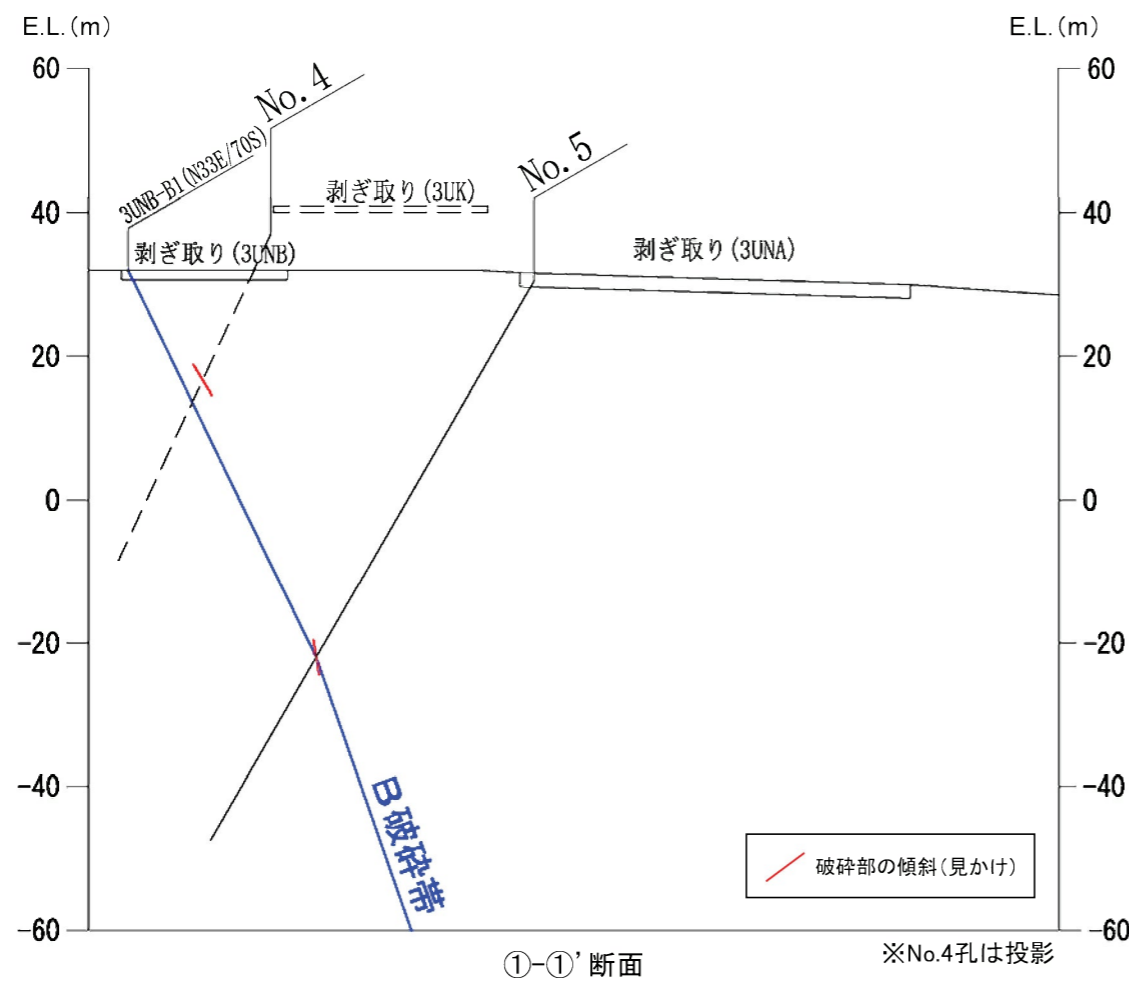 E.L.(m)
E.L.(m)
60
40
20
0
-20
-40
-60
60
40
20
0
-20
-40
-60
No.4
3UNB-B1(N33E/70S)
剥ぎ取り(3UK)
No.5
剥ぎ取り(3UNB)
剥ぎ取り(3UNA)
B破砕帯
破砕部の傾斜(見かけ)
①-①’断面
※No.4孔は投影